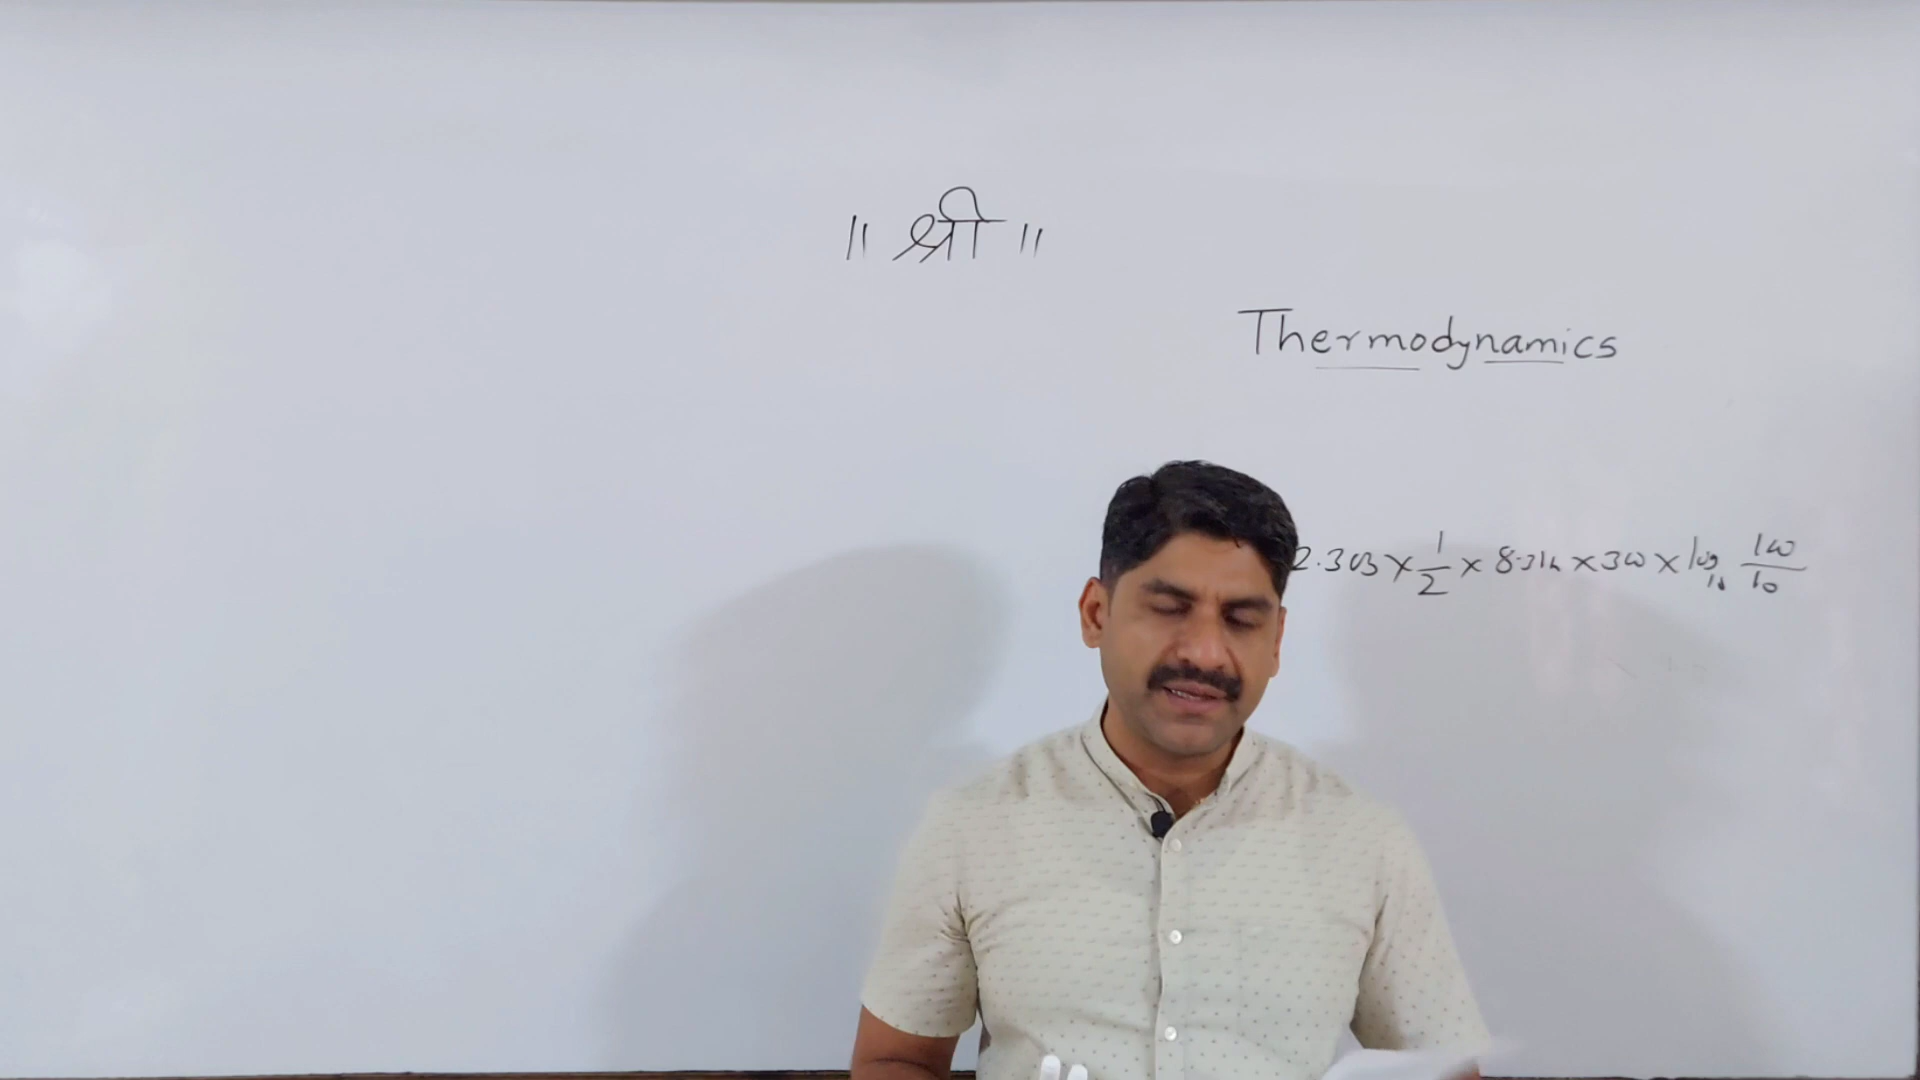 ॥ श्री ॥
Thermodynamics
2.303 × 1/2 × 8.314 × 300 × log₁₀ 100/10